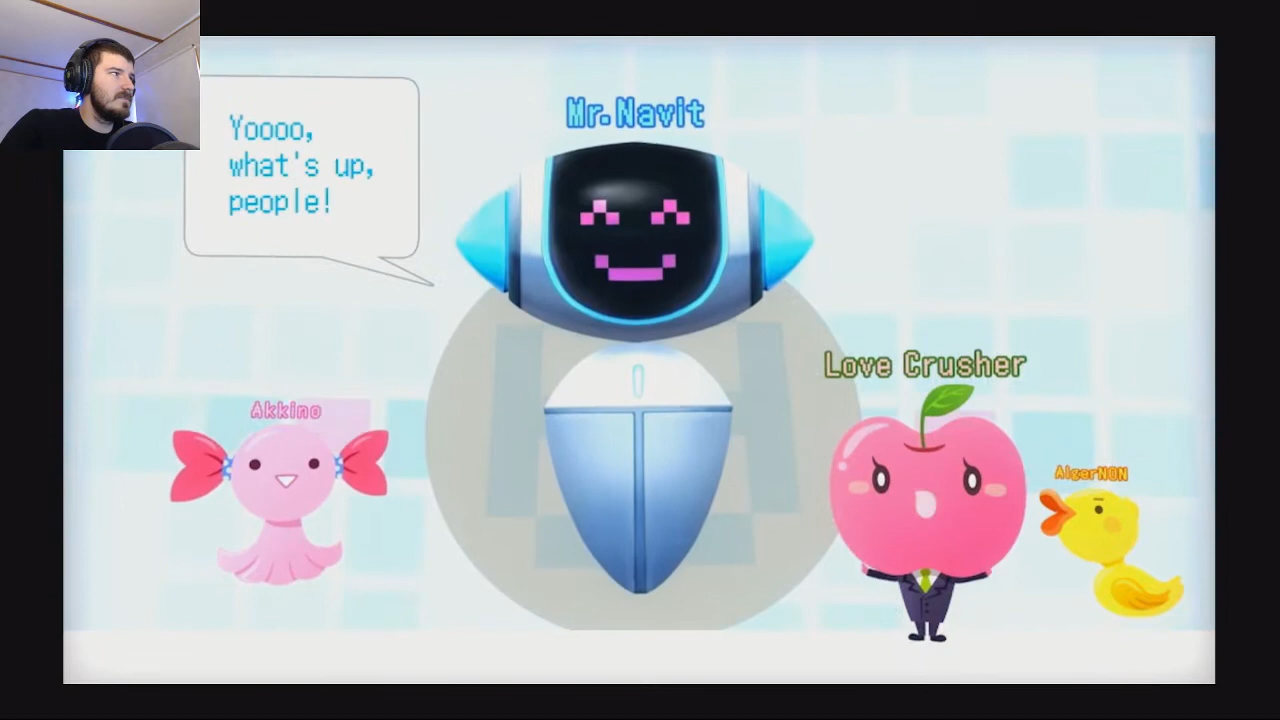 Yoooo,
what's up,
people!
Mr.Navit
Love Crusher
Akkino
AlgerNON